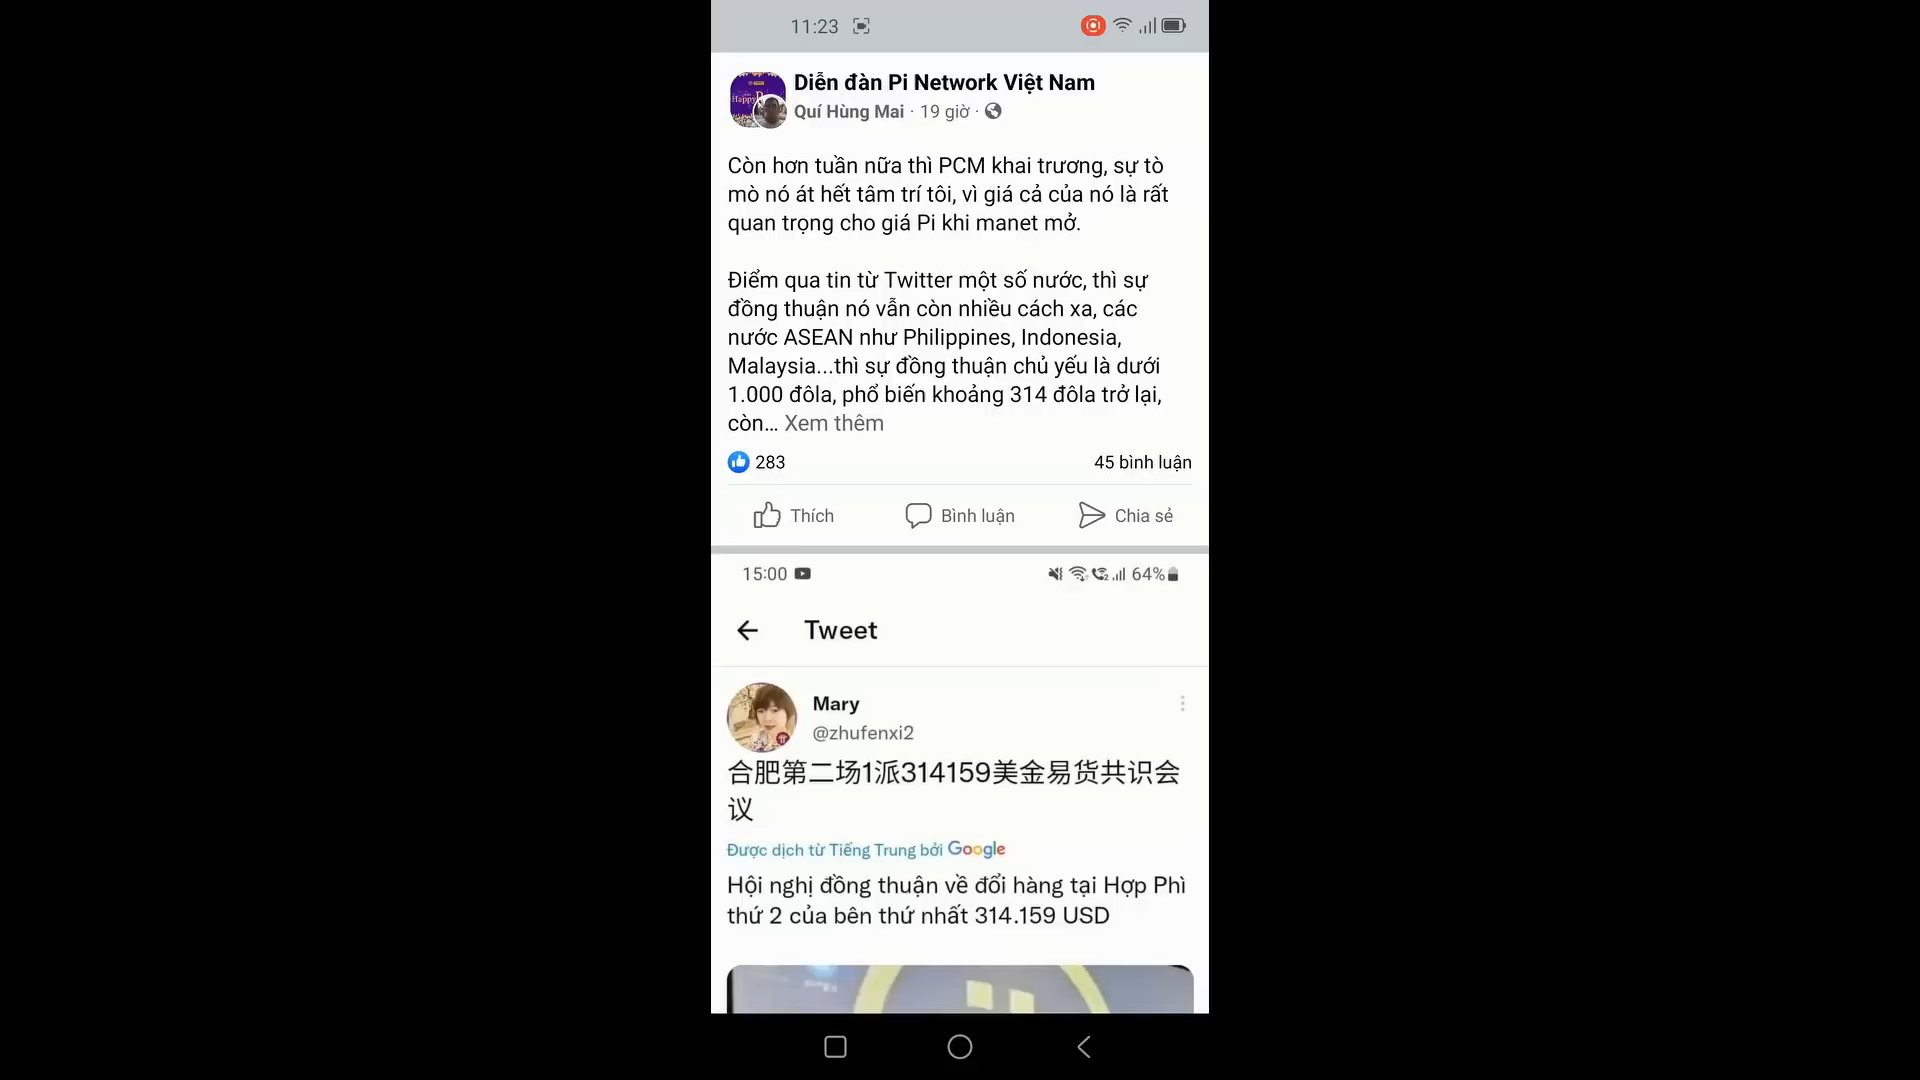 11:23
Diễn đàn Pi Network Việt Nam
Quí Hùng Mai · 19 giờ ·
Còn hơn tuần nữa thì PCM khai trương, sự tò
mò nó át hết tâm trí tôi, vì giá cả của nó là rất
quan trọng cho giá Pi khi manet mở.
Điểm qua tin từ Twitter một số nước, thì sự
đồng thuận nó vẫn còn nhiều cách xa, các
nước ASEAN như Philippines, Indonesia,
Malaysia...thì sự đồng thuận chủ yếu là dưới
1.000 đôla, phổ biến khoảng 314 đôla trở lại,
còn... Xem thêm
283
45 bình luận
Thích
Bình luận
Chia sẻ
15:00
64%
Tweet
Mary
@zhufenxi2
合肥第二场1派314159美金易货共识会
议
Được dịch từ Tiếng Trung bởi Google
Hội nghị đồng thuận về đổi hàng tại Hợp Phì
thứ 2 của bên thứ nhất 314.159 USD